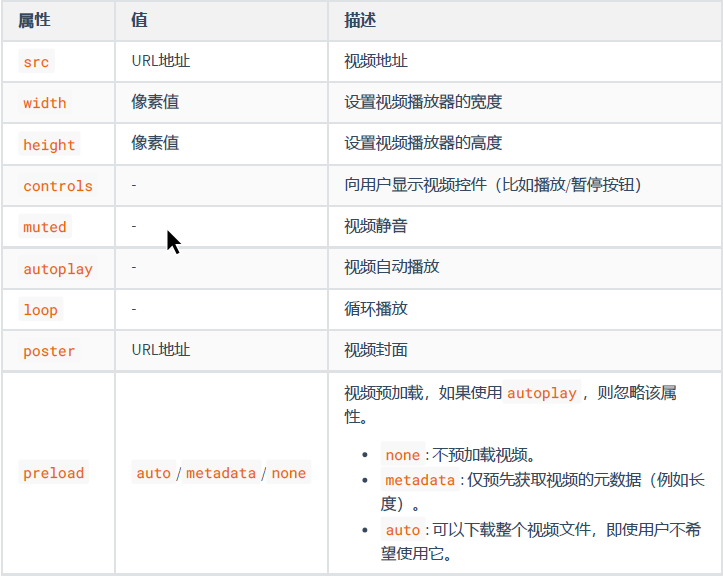 属性 值 描述
src URL地址 视频地址
width 像素值 设置视频播放器的宽度
height 像素值 设置视频播放器的高度
controls - 向用户显示视频控件（比如播放/暂停按钮）
muted - 视频静音
autoplay - 视频自动播放
loop - 循环播放
poster URL地址 视频封面
preload auto / metadata / none
视频预加载，如果使用 autoplay ，则忽略该属
性。
• none : 不预加载视频。
• metadata : 仅预先获取视频的元数据（例如长
度）。
• auto : 可以下载整个视频文件，即使用户不希
望使用它。